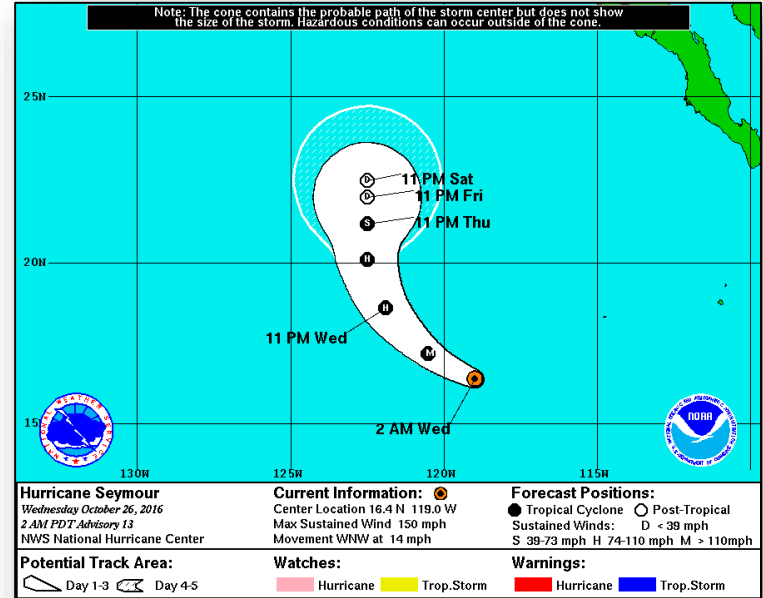 Note: The cone contains the probable path of the storm center but does not show
the size of the storm. Hazardous conditions can occur outside of the cone.
25N
11 PM Sat
11 PM Fri
11 PM Thu
20N
11 PM Wed
2 AM Wed
15
130W 125W 120W 115W
D
D
S
H
H
M
NATIONAL WEATHER SERVICE
NOAA
Hurricane Seymour
Wednesday October 26, 2016
2 AM PDT Advisory 13
NWS National Hurricane Center
Current Information:
Center Location 16.4 N 119.0 W
Max Sustained Wind 150 mph
Movement WNW at 14 mph
Forecast Positions:
Tropical Cyclone Post-Tropical
Sustained Winds: D < 39 mph
S 39-73 mph H 74-110 mph M > 110mph
Potential Track Area:
Day 1-3 Day 4-5
Watches:
Hurricane Trop.Storm
Warnings:
Hurricane Trop.Storm